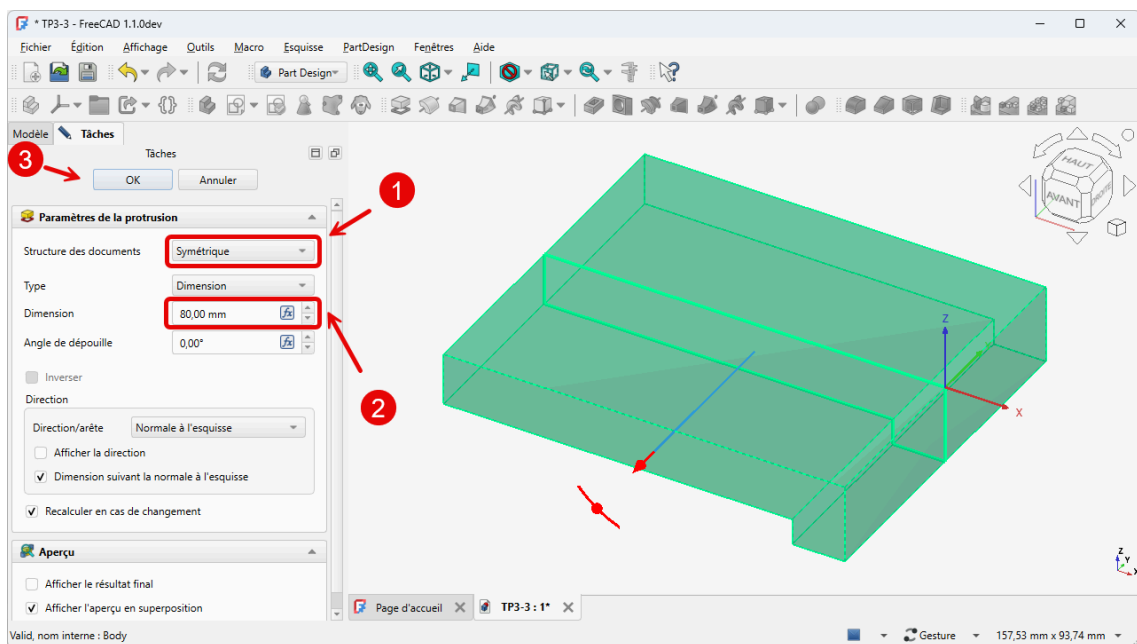 * TP3-3 - FreeCAD 1.1.0dev
Fichier Édition Affichage Outils Macro Esquisse PartDesign Fenêtres Aide
Part Design
Modèle Tâches
Tâches
3
OK Annuler
1
Paramètres de la protrusion
Structure des documents Symétrique
Type Dimension
Dimension 80,00 mm
Angle de dépouille 0,00°
2
Inverser
Direction
Direction/arête Normale à l'esquisse
Afficher la direction
Dimension suivant la normale à l'esquisse
Recalculer en cas de changement
Aperçu
Afficher le résultat final
Afficher l'aperçu en superposition
HAUT
AVANT
DROITE
Z
X
Z
Y
X
Page d'accueil TP3-3 : 1*
Valid, nom interne : Body
Gesture 157,53 mm x 93,74 mm